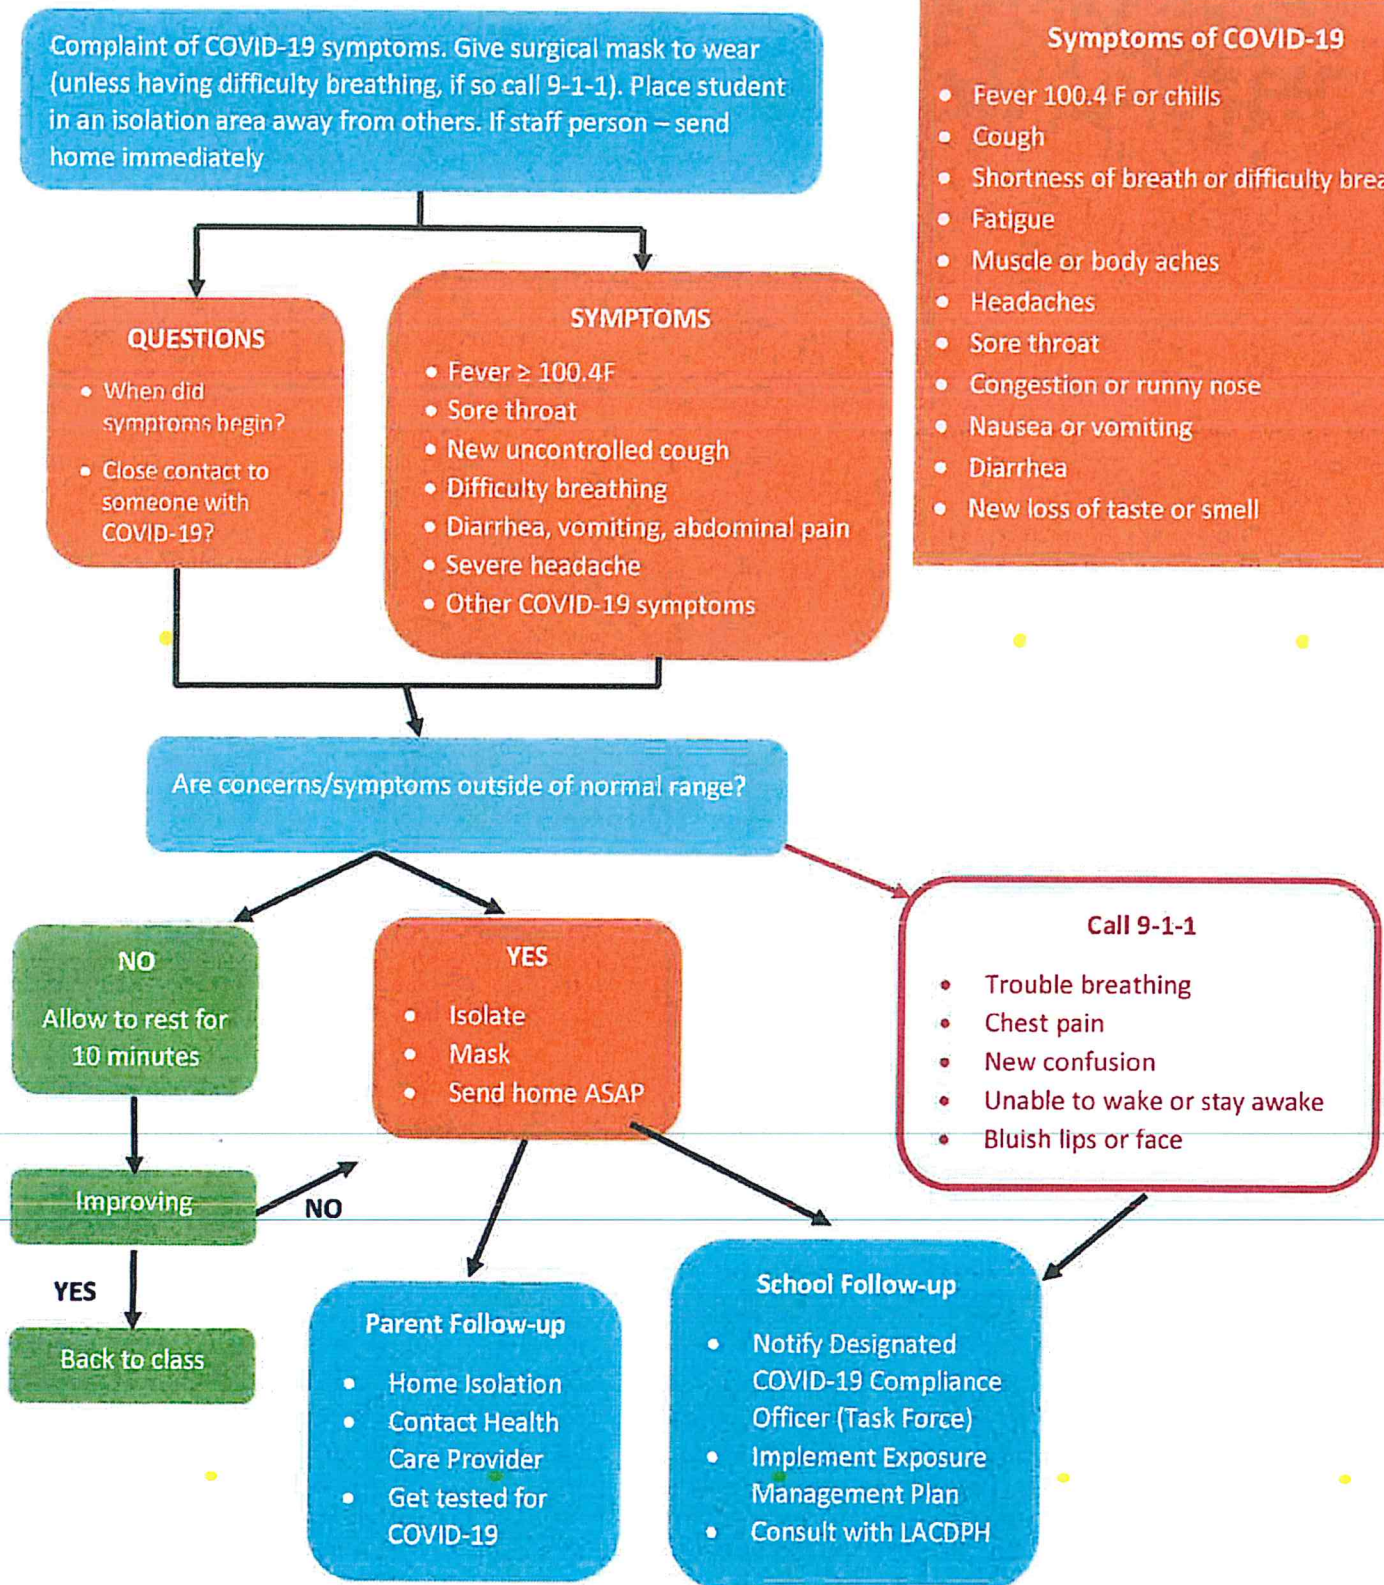 Complaint of COVID-19 symptoms. Give surgical mask to wear
(unless having difficulty breathing, if so call 9-1-1). Place student
in an isolation area away from others. If staff person – send
home immediately
Symptoms of COVID-19
• Fever 100.4 F or chills
• Cough
• Shortness of breath or difficulty brea
• Fatigue
• Muscle or body aches
• Headaches
• Sore throat
• Congestion or runny nose
• Nausea or vomiting
• Diarrhea
• New loss of taste or smell
QUESTIONS
• When did
symptoms begin?
• Close contact to
someone with
COVID-19?
SYMPTOMS
• Fever ≥ 100.4F
• Sore throat
• New uncontrolled cough
• Difficulty breathing
• Diarrhea, vomiting, abdominal pain
• Severe headache
• Other COVID-19 symptoms
Are concerns/symptoms outside of normal range?
NO
Allow to rest for
10 minutes
YES
• Isolate
• Mask
• Send home ASAP
Call 9-1-1
• Trouble breathing
• Chest pain
• New confusion
• Unable to wake or stay awake
• Bluish lips or face
Improving
NO
YES
Back to class
Parent Follow-up
• Home Isolation
• Contact Health
Care Provider
• Get tested for
COVID-19
School Follow-up
• Notify Designated
COVID-19 Compliance
Officer (Task Force)
• Implement Exposure
Management Plan
• Consult with LACDPH